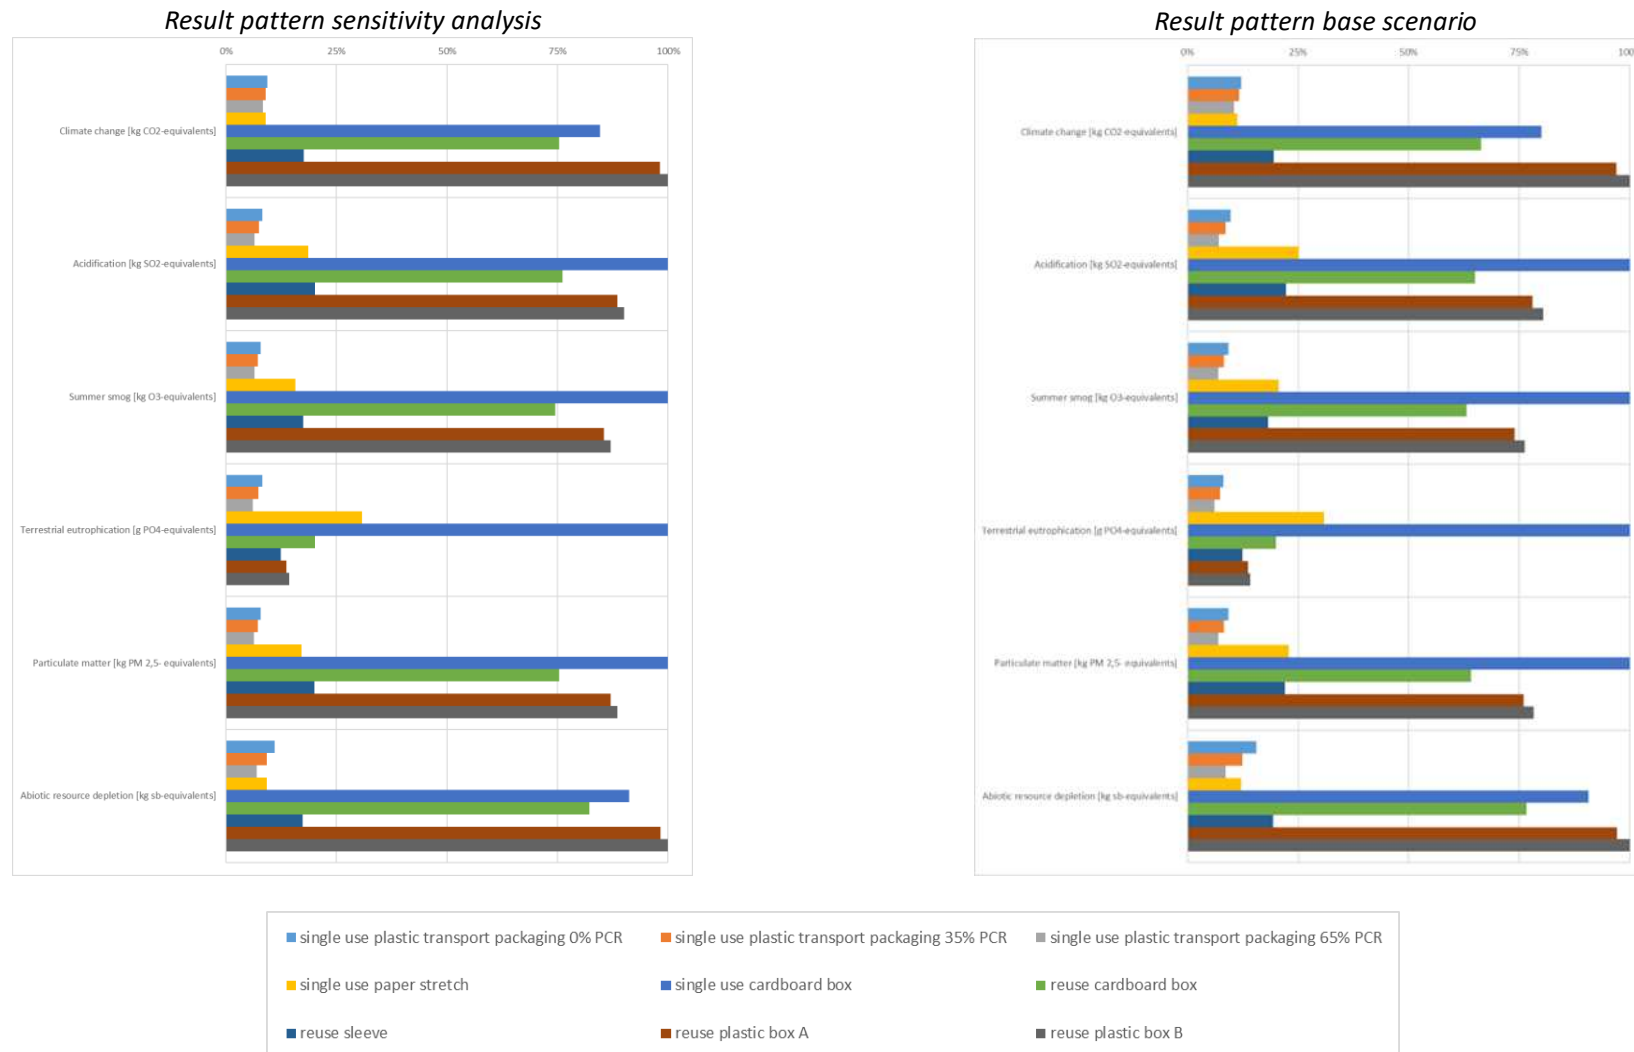 Result pattern sensitivity analysis
0% 25% 50% 75% 100%
Climate change [kg CO2-equivalents]
Acidification [kg SO2-equivalents]
Summer smog [kg O3-equivalents]
Terrestrial eutrophication [g PO4-equivalents]
Particulate matter [kg PM 2,5- equivalents]
Abiotic resource depletion [kg sb-equivalents]
Result pattern base scenario
0% 25% 50% 75% 100
Climate change [kg CO2-equivalents]
Acidification [kg SO2-equivalents]
Summer smog [kg O3-equivalents]
Terrestrial eutrophication [g PO4-equivalents]
Particulate matter [kg PM 2,5- equivalents]
Abiotic resource depletion [kg sb-equivalents]
single use plastic transport packaging 0% PCR
single use plastic transport packaging 35% PCR
single use plastic transport packaging 65% PCR
single use paper stretch
single use cardboard box
reuse cardboard box
reuse sleeve
reuse plastic box A
reuse plastic box B